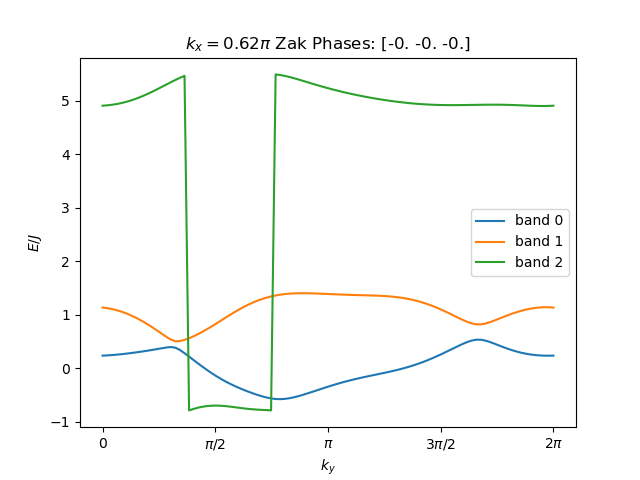 k_x = 0.62π Zak Phases: [-0. -0. -0.]
E/J
5
4
3
2
1
0
−1
band 0
band 1
band 2
0
π/2
π
3π/2
2π
k_y